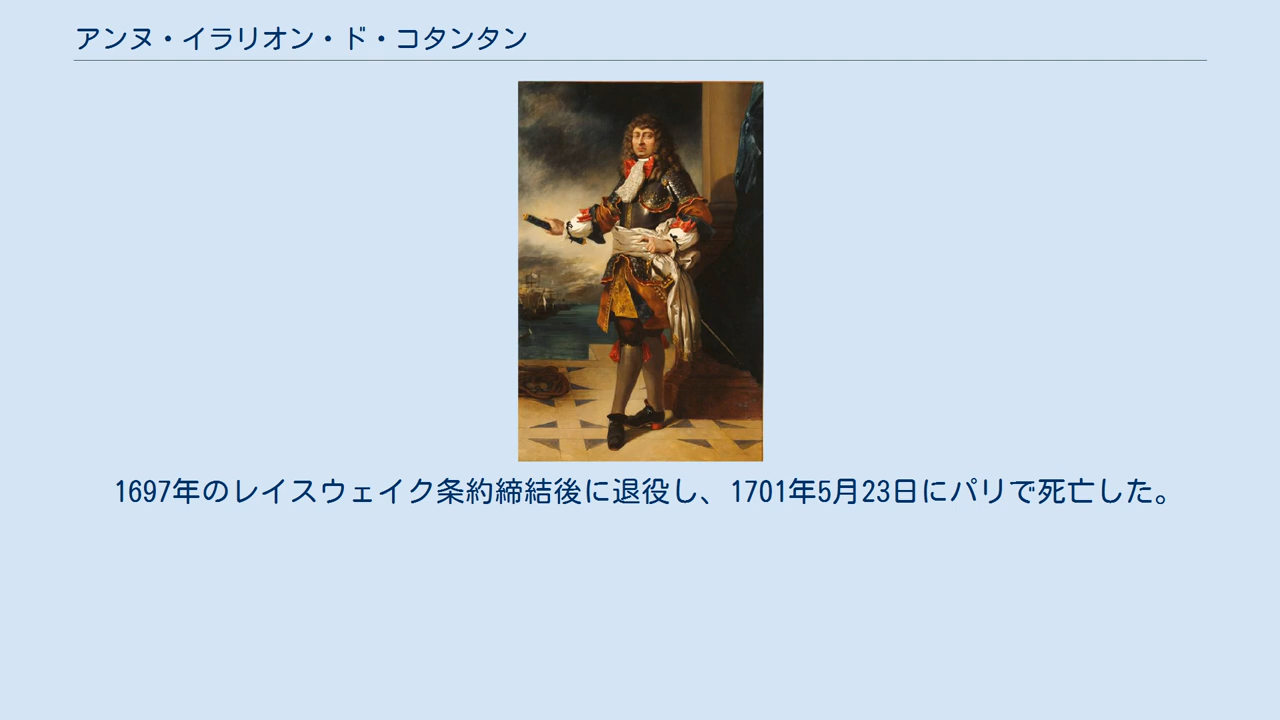 アンヌ・イラリオン・ド・コタンタン
1697年のレイスウェイク条約締結後に退役し、1701年5月23日にパリで死亡した。